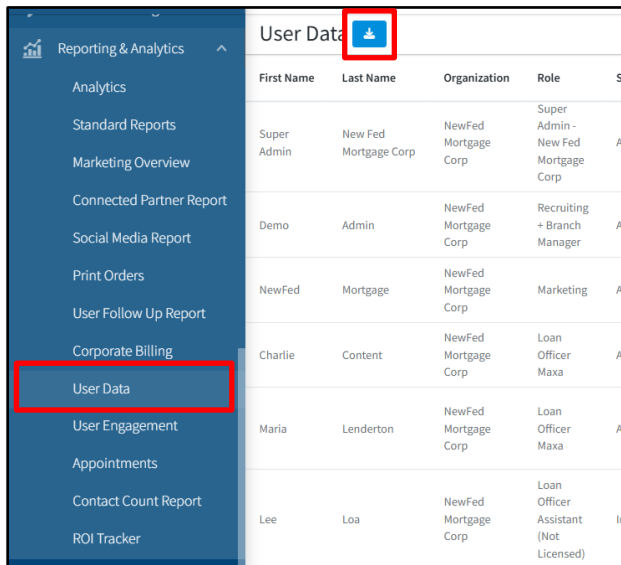 Reporting & Analytics
Analytics
Standard Reports
Marketing Overview
Connected Partner Report
Social Media Report
Print Orders
User Follow Up Report
Corporate Billing
User Data
User Engagement
Appointments
Contact Count Report
ROI Tracker
User Data
First Name Last Name Organization Role
Super
Admin
New Fed
Mortgage Corp
NewFed
Mortgage
Corp
Super
Admin -
New Fed
Mortgage
Corp
Demo
Admin
NewFed
Mortgage
Corp
Recruiting
+ Branch
Manager
NewFed
Mortgage
NewFed
Mortgage
Corp
Marketing
Charlie
Content
NewFed
Mortgage
Corp
Loan
Officer
Maxa
Maria
Lenderton
NewFed
Mortgage
Corp
Loan
Officer
Maxa
Lee
Loa
NewFed
Mortgage
Corp
Loan
Officer
Assistant
(Not
Licensed)